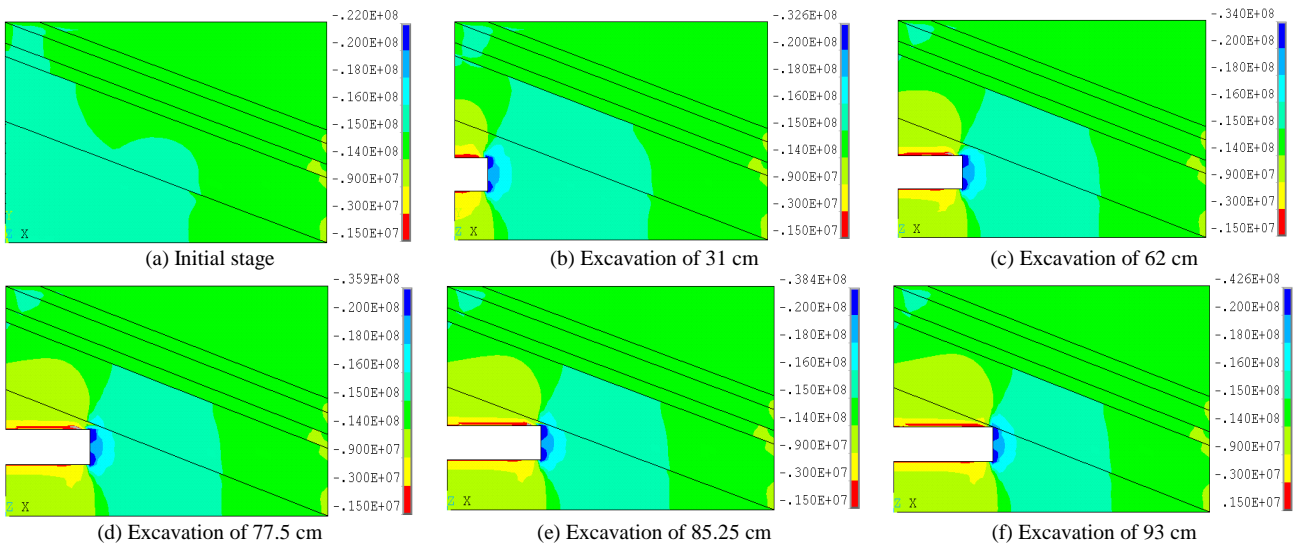 -.220E+08
-.200E+08
-.180E+08
-.160E+08
-.150E+08
-.140E+08
-.900E+07
-.300E+07
-.150E+07
Z X
(a) Initial stage
-.326E+08
-.200E+08
-.180E+08
-.160E+08
-.150E+08
-.140E+08
-.900E+07
-.300E+07
-.150E+07
Z X
(b) Excavation of 31 cm
-.340E+08
-.200E+08
-.180E+08
-.160E+08
-.150E+08
-.140E+08
-.900E+07
-.300E+07
-.150E+07
Z X
(c) Excavation of 62 cm
-.359E+08
-.200E+08
-.180E+08
-.160E+08
-.150E+08
-.140E+08
-.900E+07
-.300E+07
-.150E+07
Z X
(d) Excavation of 77.5 cm
-.384E+08
-.200E+08
-.180E+08
-.160E+08
-.150E+08
-.140E+08
-.900E+07
-.300E+07
-.150E+07
Z X
(e) Excavation of 85.25 cm
-.426E+08
-.200E+08
-.180E+08
-.160E+08
-.150E+08
-.140E+08
-.900E+07
-.300E+07
-.150E+07
Z X
(f) Excavation of 93 cm